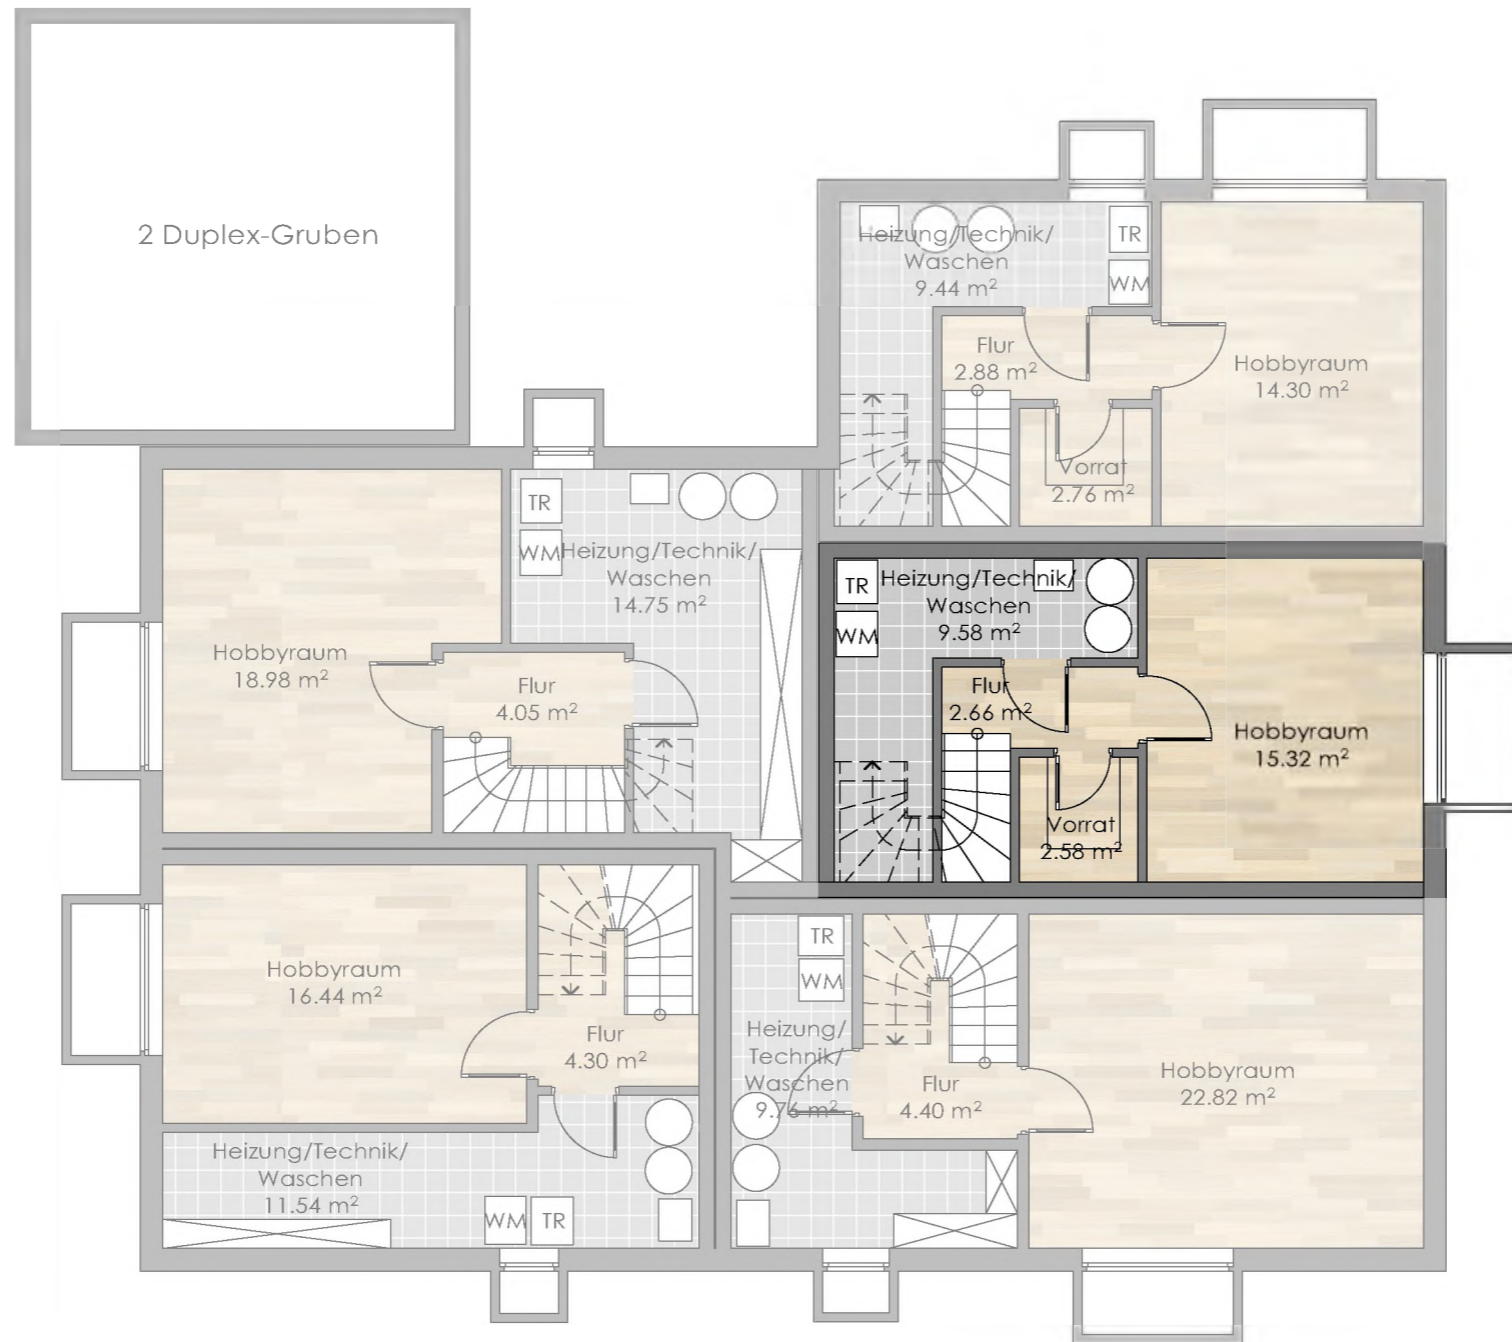 2 Duplex-Gruben
Heizung/Technik/
Waschen
9.44 m²
TR
WM
Flur
2.88 m²
Hobbyraum
14.30 m²
Vorrat
2.76 m²
TR
WM
Heizung/Technik/
Waschen
14.75 m²
Hobbyraum
18.98 m²
Flur
4.05 m²
TR
WM
Heizung/Technik/
Waschen
9.58 m²
Flur
2.66 m²
Hobbyraum
15.32 m²
Vorrat
2.58 m²
Hobbyraum
16.44 m²
Flur
4.30 m²
Heizung/Technik/
Waschen
11.54 m²
WM
TR
TR
WM
Heizung/
Technik/
Waschen
9.76 m²
Flur
4.40 m²
Hobbyraum
22.82 m²